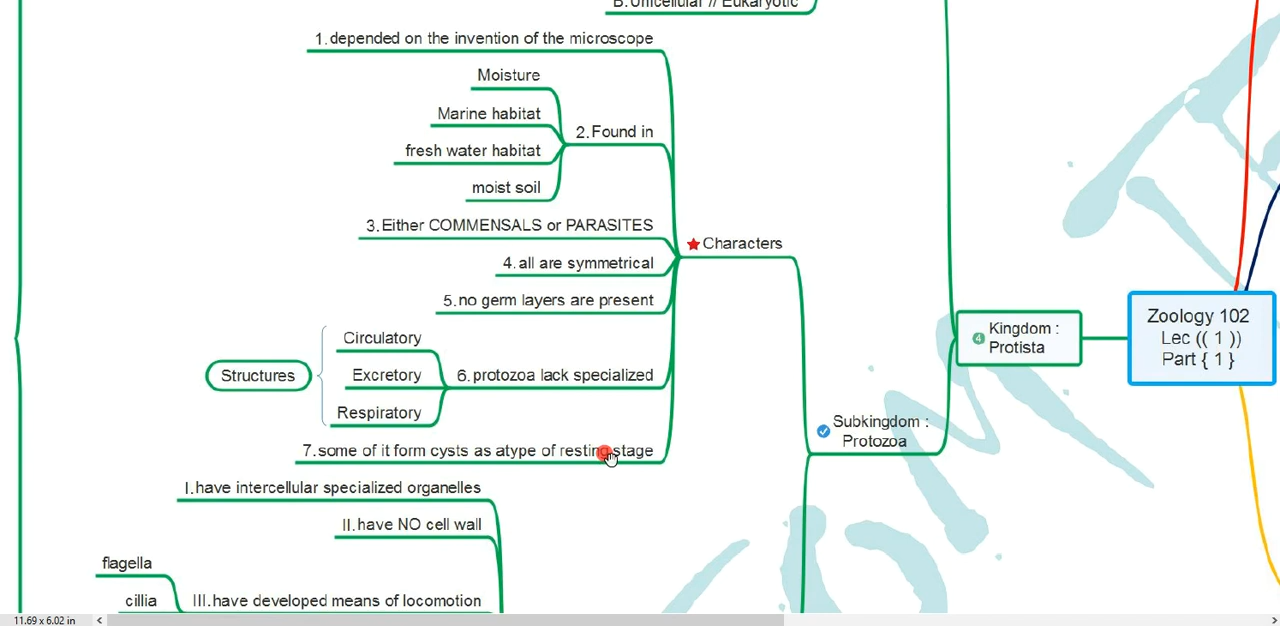 B.Unicellular // Eukaryotic
1.depended on the invention of the microscope
Moisture
Marine habitat
fresh water habitat
moist soil
2.Found in
3.Either COMMENSALS or PARASITES
4.all are symmetrical
5.no germ layers are present
Circulatory
Excretory
Respiratory
Structures
6.protozoa lack specialized
7.some of it form cysts as atype of resting stage
Characters
I.have intercellular specialized organelles
II.have NO cell wall
flagella
cillia
III.have developed means of locomotion
Subkingdom :
Protozoa
4
Kingdom :
Protista
Zoology 102
Lec (( 1 ))
Part { 1 }
11.69 x 6.02 in